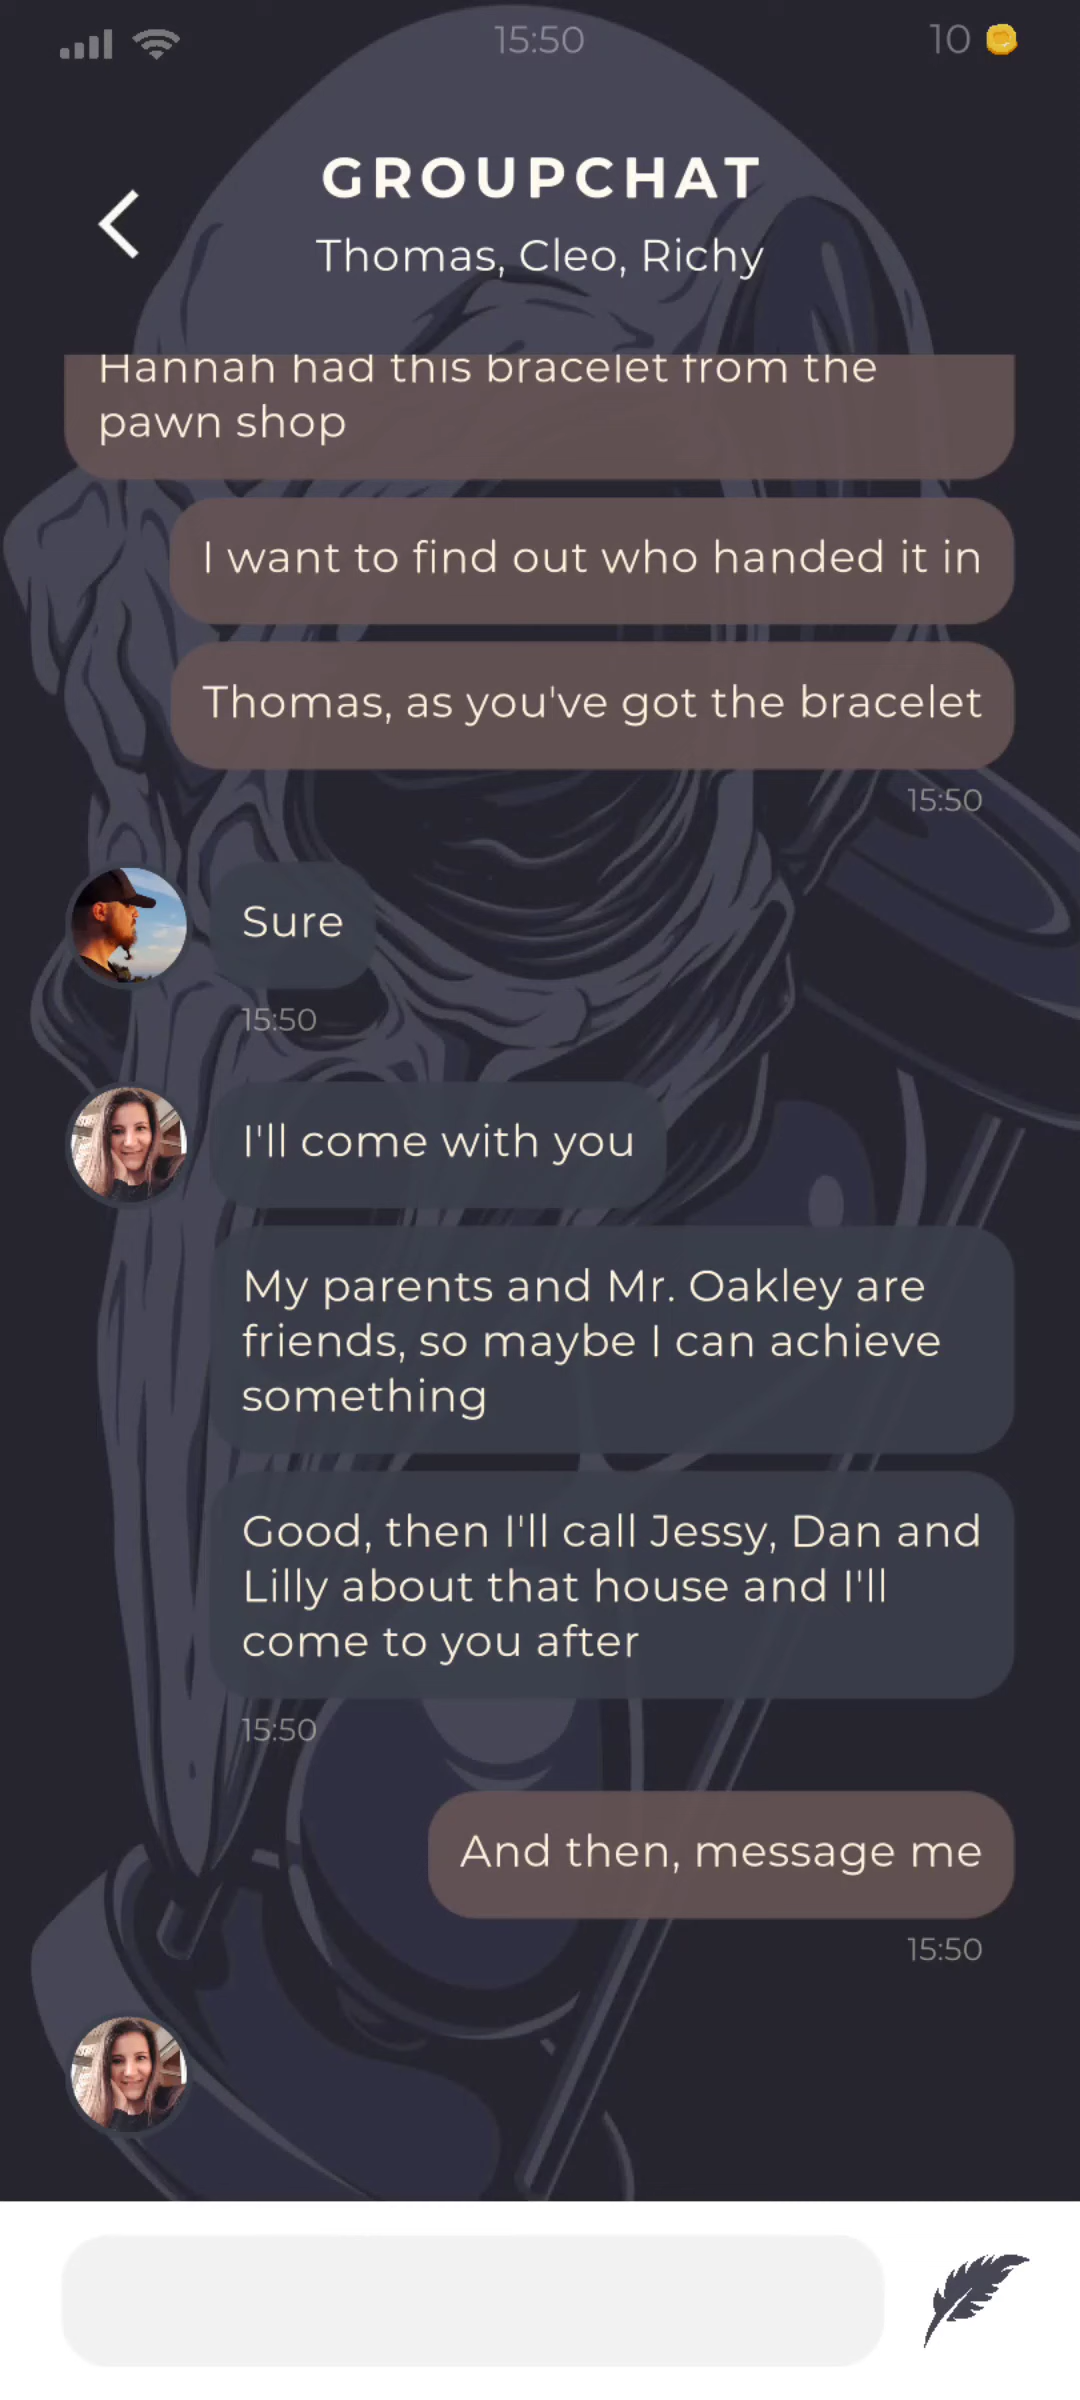 15:50
10
GROUPCHAT
Thomas, Cleo, Richy
Hannah had this bracelet from the
pawn shop
I want to find out who handed it in
Thomas, as you've got the bracelet
15:50
Sure
15:50
I'll come with you
My parents and Mr. Oakley are
friends, so maybe I can achieve
something
Good, then I'll call Jessy, Dan and
Lilly about that house and I'll
come to you after
15:50
And then, message me
15:50